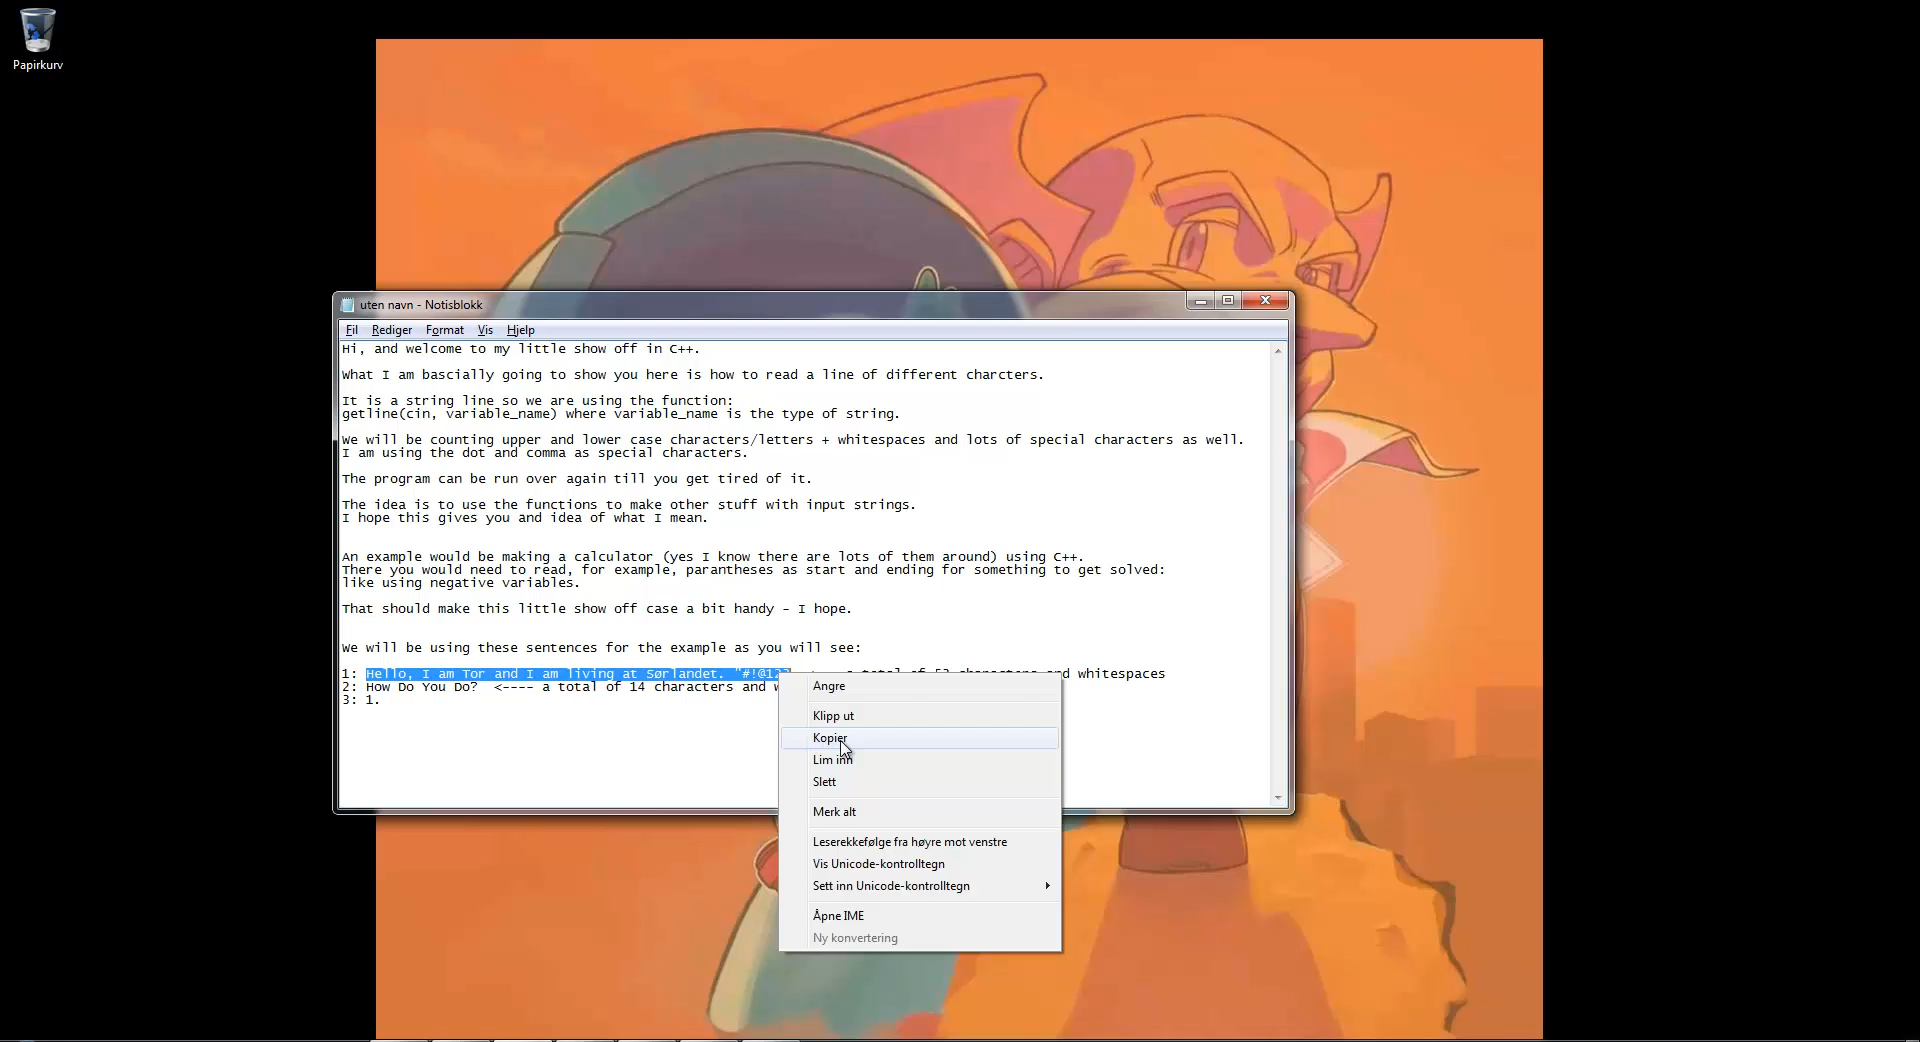 Papirkurv
uten navn - Notisblokk
Fil Rediger Format Vis Hjelp
Hi, and welcome to my little show off in C++.
What I am bascially going to show you here is how to read a line of different charcters.
It is a string line so we are using the function:
getline(cin, variable_name) where variable_name is the type of string.
We will be counting upper and lower case characters/letters + whitespaces and lots of special characters as well.
I am using the dot and comma as special characters.
The program can be run over again till you get tired of it.
The idea is to use the functions to make other stuff with input strings.
I hope this gives you and idea of what I mean.
An example would be making a calculator (yes I know there are lots of them around) using C++.
There you would need to read, for example, parantheses as start and ending for something to get solved:
like using negative variables.
That should make this little show off case a bit handy - I hope.
We will be using these sentences for the example as you will see:
1: Hello, I am Tor and I am living at Sørlandet. "#!@123 a total of 53 characters and whitespaces
2: How Do You Do? <---- a total of 14 characters and
3: 1.
Angre
Klipp ut
Kopier
Lim inn
Slett
Merk alt
Leserekkefølge fra høyre mot venstre
Vis Unicode-kontrolltegn
Sett inn Unicode-kontrolltegn
Åpne IME
Ny konvertering